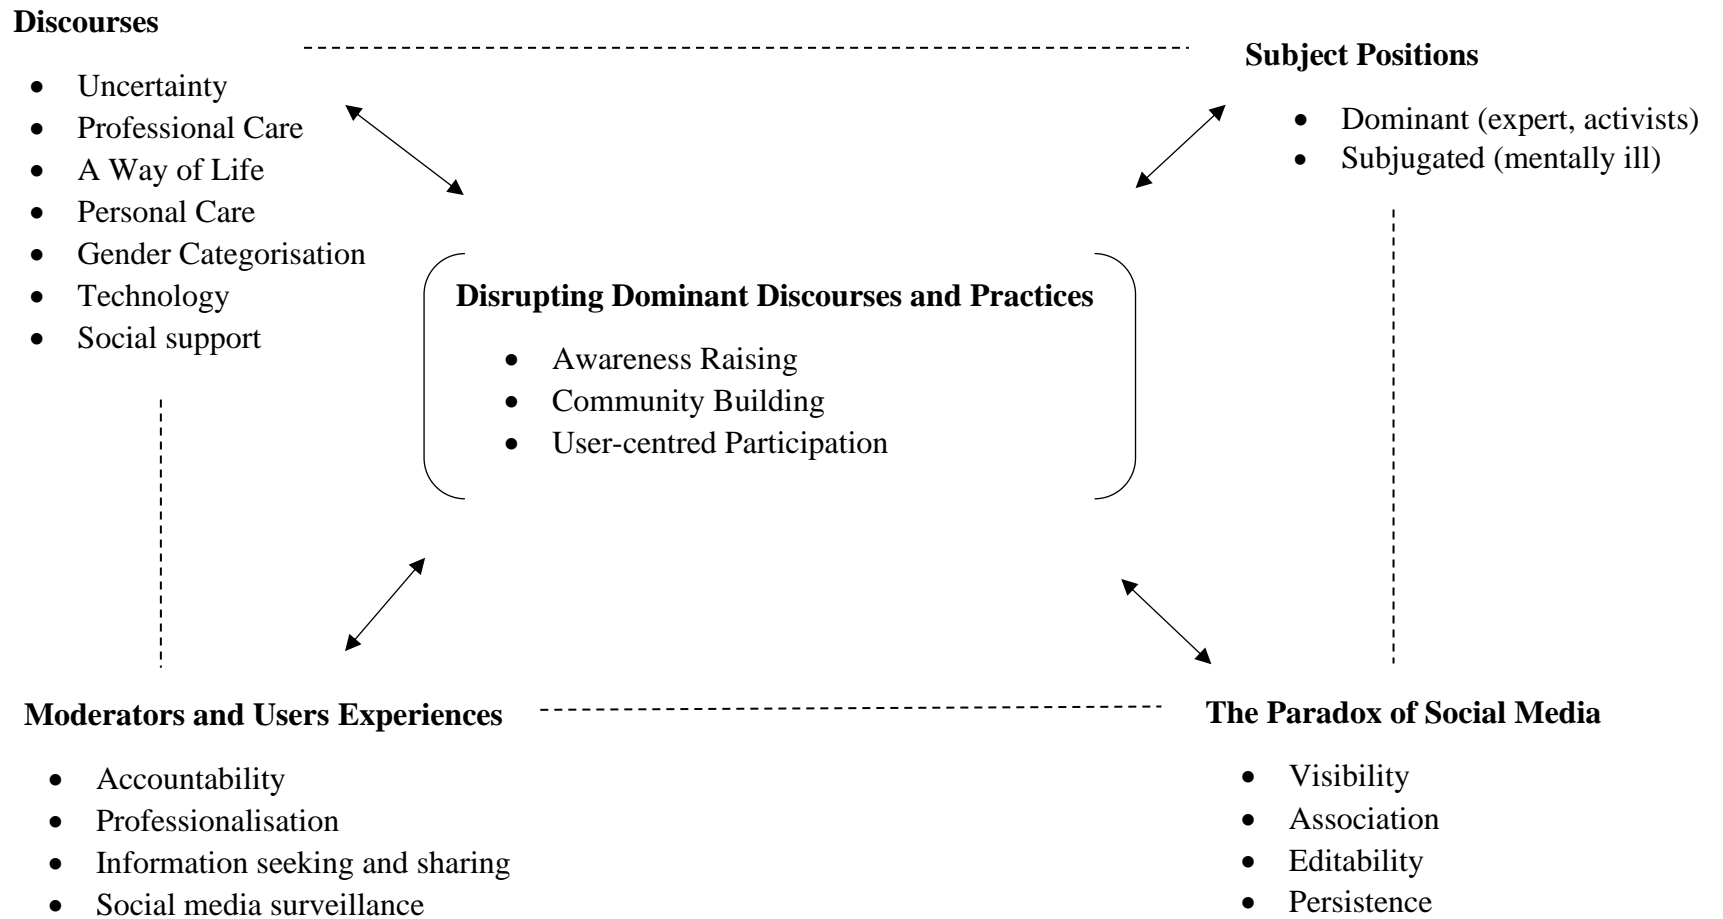 Discourses
• Uncertainty
• Professional Care
• A Way of Life
• Personal Care
• Gender Categorisation
• Technology
• Social support
Subject Positions
• Dominant (expert, activists)
• Subjugated (mentally ill)
Disrupting Dominant Discourses and Practices
• Awareness Raising
• Community Building
• User-centred Participation
Moderators and Users Experiences
• Accountability
• Professionalisation
• Information seeking and sharing
• Social media surveillance
The Paradox of Social Media
• Visibility
• Association
• Editability
• Persistence